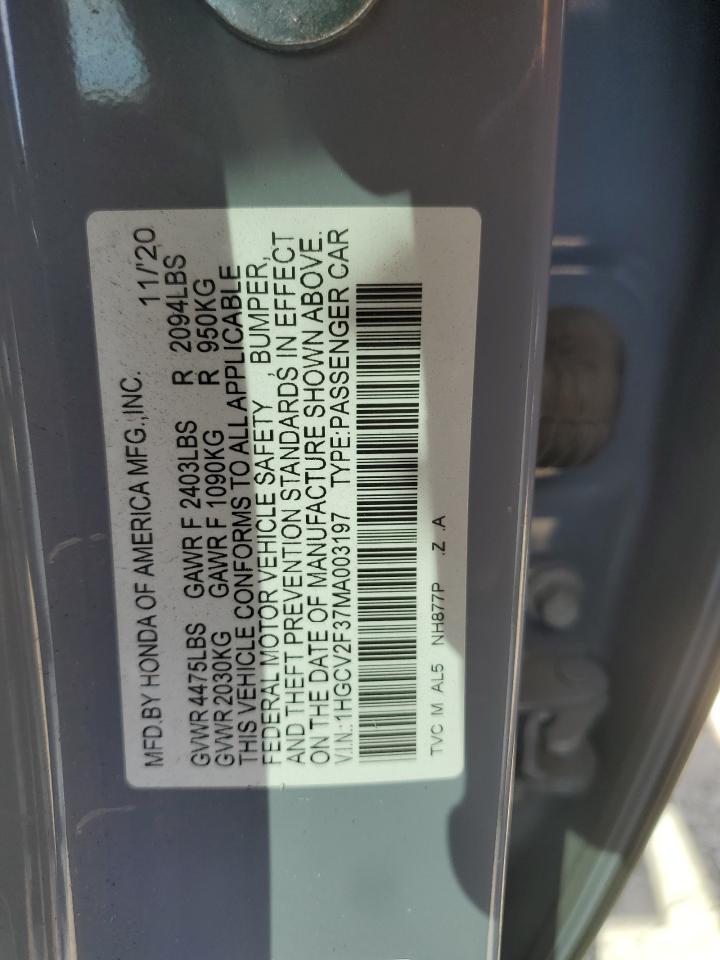 MFD.BY HONDA OF AMERICA MFG.,INC. 11/'20
GVWR 4475LBS GAWR F 2403LBS R 2094LBS
GVWR 2030KG GAWR F 1090KG R 950KG
THIS VEHICLE CONFORMS TO ALL APPLICABLE
FEDERAL MOTOR VEHICLE SAFETY , BUMPER,
AND THEFT PREVENTION STANDARDS IN EFFECT
ON THE DATE OF MANUFACTURE SHOWN ABOVE.
V.I.N.:1HGCV2F37MA003197 TYPE:PASSENGER CAR
TVC M AL5 NH877P .Z .A